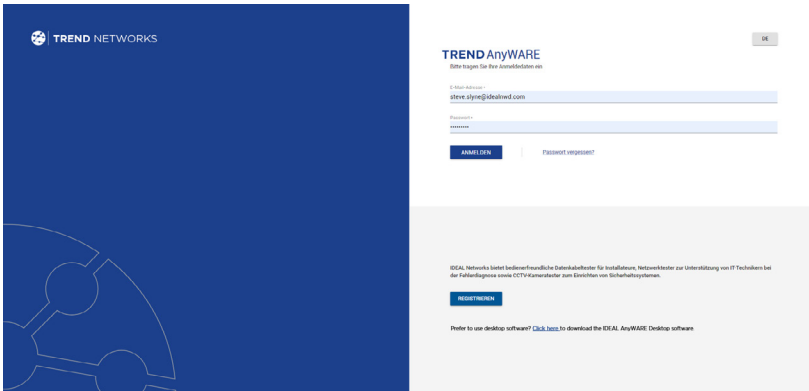 TREND NETWORKS
DE
TREND AnyWARE
Bitte tragen Sie Ihre Anmeldedaten ein
E-Mail-Adresse *
steve.slyne@idealnwd.com
Passwort *
•••••••••
ANMELDEN
Passwort vergessen?
IDEAL Networks bietet bedienerfreundliche Datenkabeltester für Installateure, Netzwerktester zur Unterstützung von IT-Technikern bei
der Fehlerdiagnose sowie CCTV-Kameratester zum Einrichten von Sicherheitssystemen.
REGISTRIEREN
Prefer to use desktop software? Click here to download the IDEAL AnyWARE Desktop software